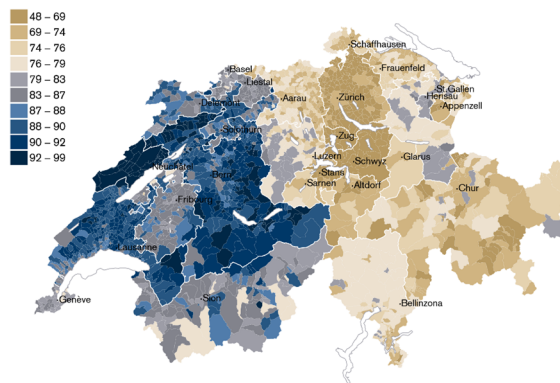 48 – 69
69 – 74
74 – 76
76 – 79
79 – 83
83 – 87
87 – 88
88 – 90
90 – 92
92 – 99
Schaffhausen
Basel
Frauenfeld
Liestal
St.Gallen
Herisau
Delémont
Aarau
Zürich
Appenzell
Solothurn
Zug
Neuchâtel
Luzern
Schwyz
Glarus
Bern
Stans
Sarnen
Altdorf
Chur
Fribourg
Lausanne
Genève
Sion
Bellinzona